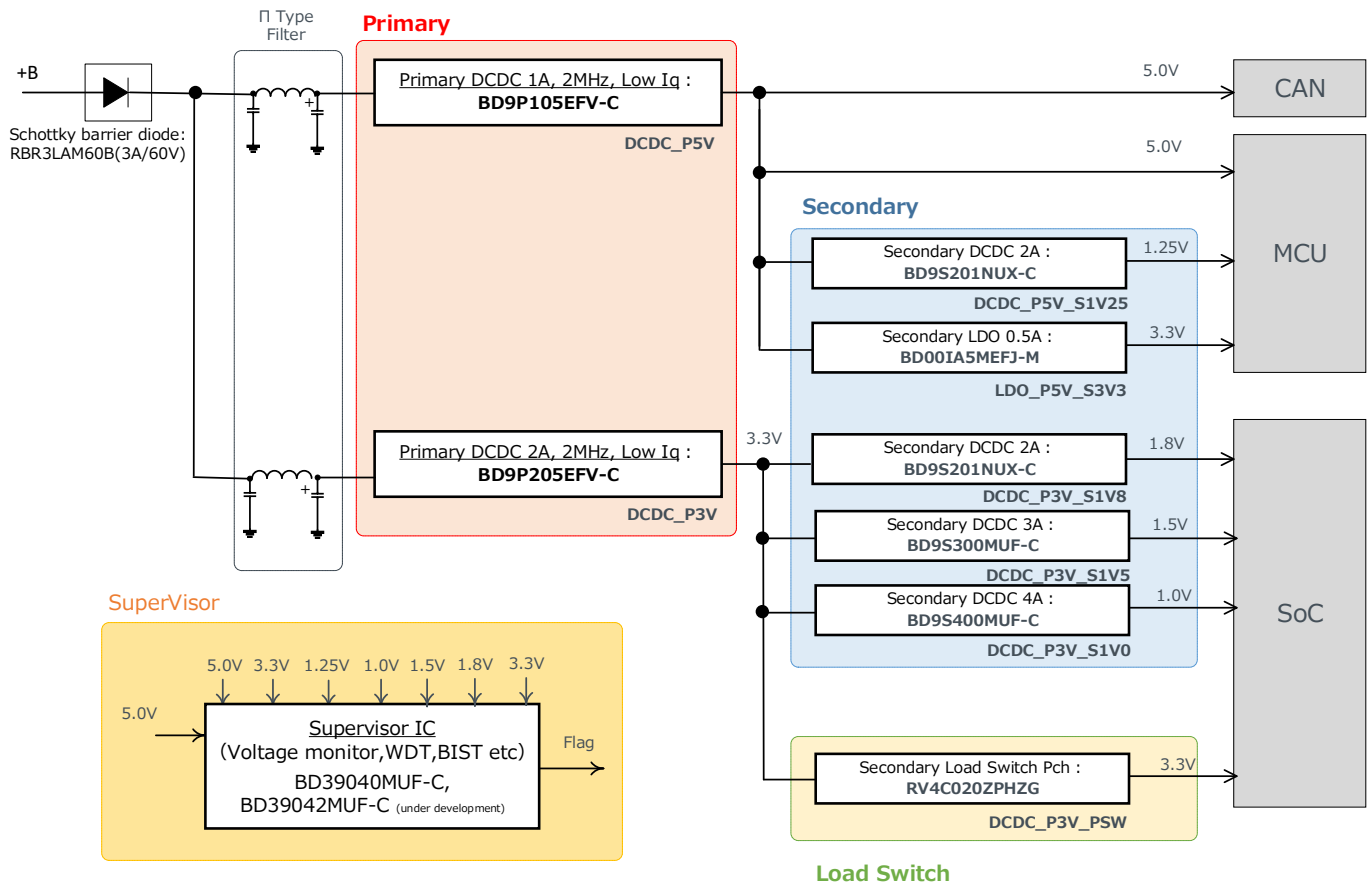 Π Type
Filter
Primary
+B
Schottky barrier diode:
RBR3LAM60B(3A/60V)
Primary DCDC 1A, 2MHz, Low Iq :
BD9P105EFV-C
DCDC_P5V
5.0V
CAN
5.0V
MCU
Secondary
Secondary DCDC 2A :
BD9S201NUX-C
DCDC_P5V_S1V25
1.25V
Secondary LDO 0.5A :
BD00IA5MEFJ-M
LDO_P5V_S3V3
3.3V
Primary DCDC 2A, 2MHz, Low Iq :
BD9P205EFV-C
DCDC_P3V
3.3V
Secondary DCDC 2A :
BD9S201NUX-C
DCDC_P3V_S1V8
1.8V
Secondary DCDC 3A :
BD9S300MUF-C
DCDC_P3V_S1V5
1.5V
Secondary DCDC 4A :
BD9S400MUF-C
DCDC_P3V_S1V0
1.0V
SoC
SuperVisor
5.0V 3.3V 1.25V 1.0V 1.5V 1.8V 3.3V
5.0V
Supervisor IC
(Voltage monitor,WDT,BIST etc)
BD39040MUF-C,
BD39042MUF-C (under development)
Flag
Secondary Load Switch Pch :
RV4C020ZPHZG
DCDC_P3V_PSW
3.3V
Load Switch
+
+